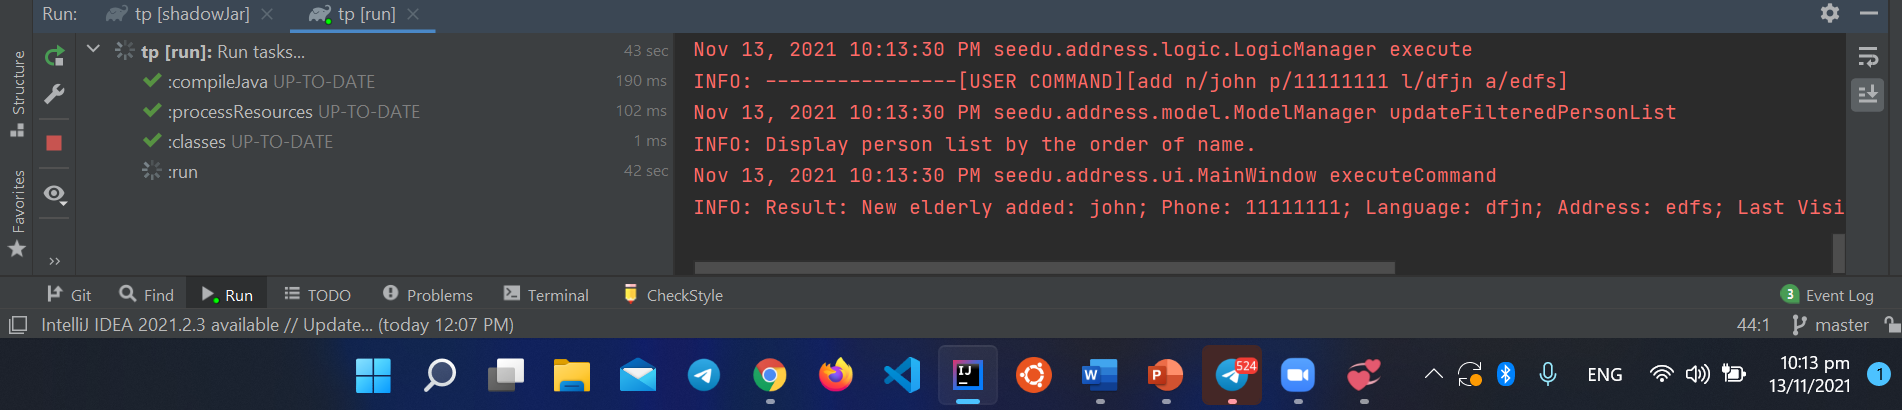 Run: tp [shadowJar] tp [run]
Structure
Favorites
tp [run]: Run tasks... 43 sec
:compileJava UP-TO-DATE 190 ms
:processResources UP-TO-DATE 102 ms
:classes UP-TO-DATE 1 ms
:run 42 sec
Nov 13, 2021 10:13:30 PM seedu.address.logic.LogicManager execute
INFO: ----------------[USER COMMAND][add n/john p/11111111 l/dfjn a/edfs]
Nov 13, 2021 10:13:30 PM seedu.address.model.ModelManager updateFilteredPersonList
INFO: Display person list by the order of name.
Nov 13, 2021 10:13:30 PM seedu.address.ui.MainWindow executeCommand
INFO: Result: New elderly added: john; Phone: 11111111; Language: dfjn; Address: edfs; Last Visi
Git Find Run TODO Problems Terminal CheckStyle 3 Event Log
IntelliJ IDEA 2021.2.3 available // Update... (today 12:07 PM) 44:1 master
IJ W P 524 ENG 10:13 pm 1
13/11/2021